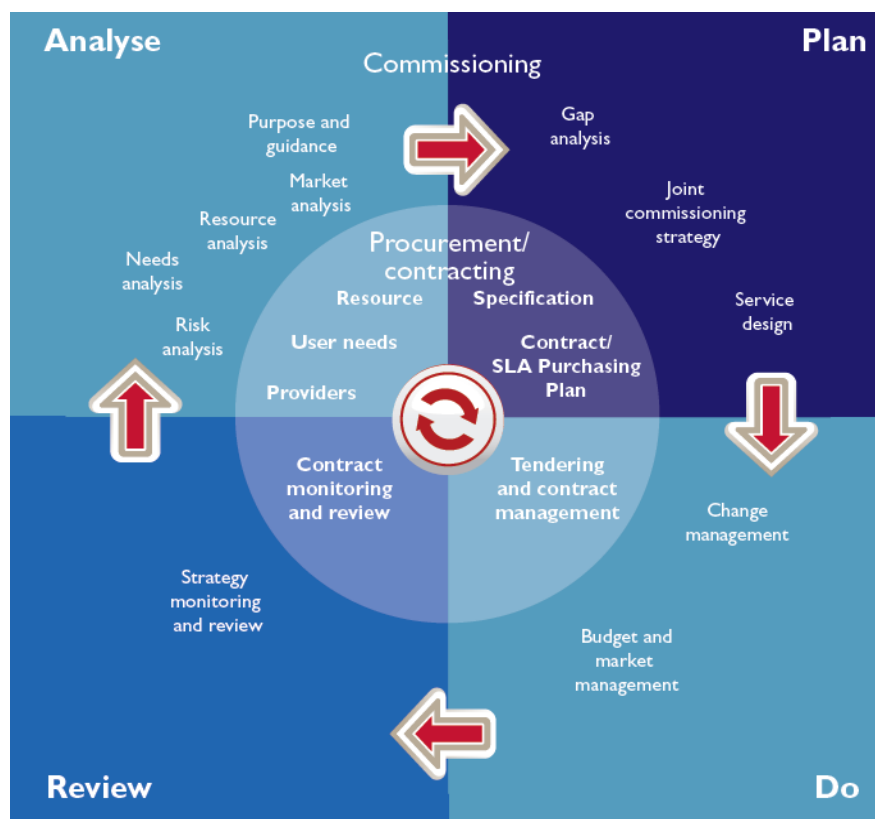 Analyse
Plan
Commissioning
Purpose and
guidance
Gap
analysis
Market
analysis
Joint
commissioning
strategy
Resource
analysis
Needs
analysis
Risk
analysis
Service
design
Procurement/
contracting
Resource
User needs
Providers
Specification
Contract/
SLA Purchasing
Plan
Contract
monitoring
and review
Tendering
and contract
management
Change
management
Strategy
monitoring
and review
Budget and
market
management
Review
Do